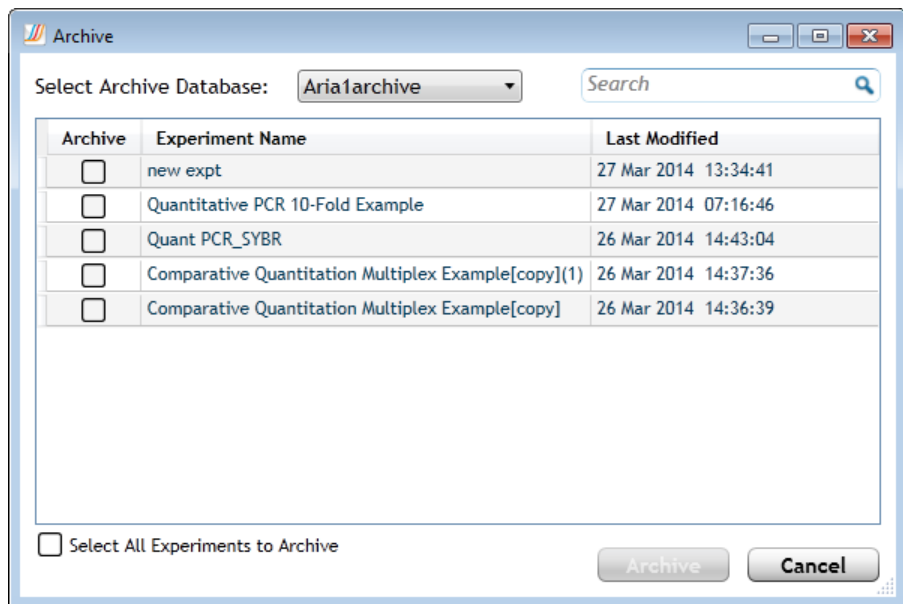 Archive
Select Archive Database: Aria1archive Search
Archive Experiment Name Last Modified
new expt 27 Mar 2014 13:34:41
Quantitative PCR 10-Fold Example 27 Mar 2014 07:16:46
Quant PCR_SYBR 26 Mar 2014 14:43:04
Comparative Quantitation Multiplex Example[copy](1) 26 Mar 2014 14:37:36
Comparative Quantitation Multiplex Example[copy] 26 Mar 2014 14:36:39
Select All Experiments to Archive
Archive Cancel